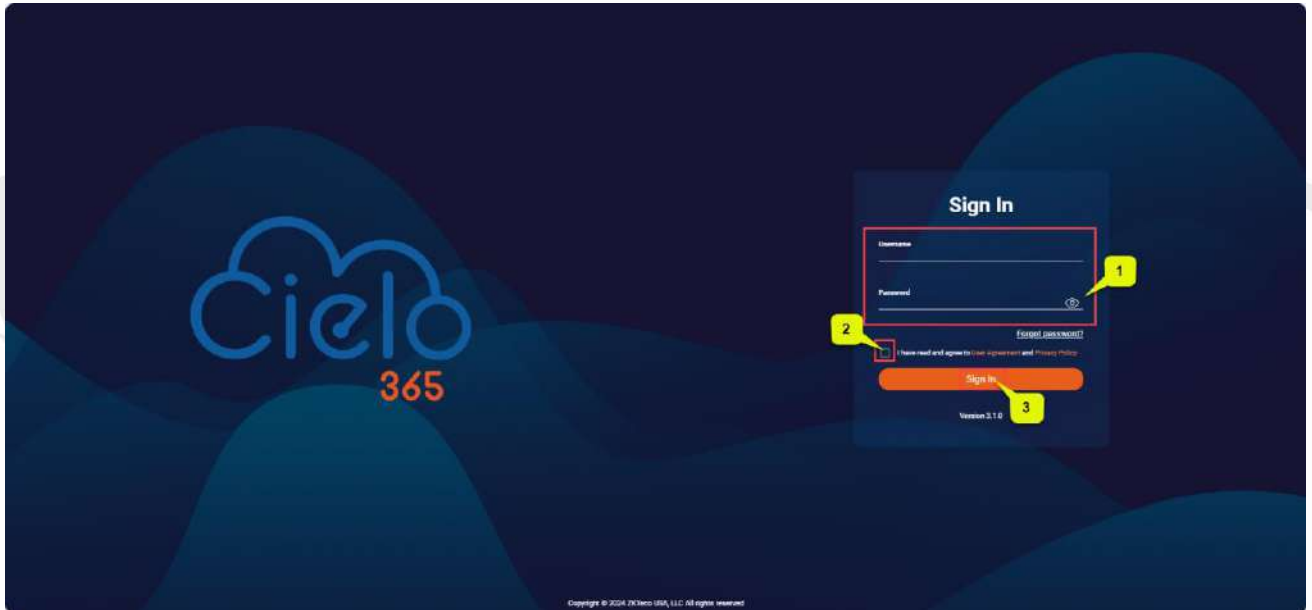 Cielo
365
Sign In
Username
1
Password
2
Forgot password?
I have read and agree to User Agreement and Privacy Policy
Sign In
3
Version 3.1.0
Copyright © 2024 ZKTeco USA, LLC All rights reserved